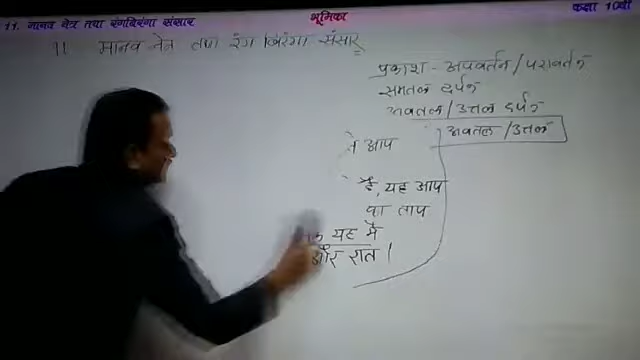 11. मानव नेत्र तथा रंगबिरंगा संसार
भूमिका
कक्षा 10वीं
11 मानव नेत्र तथा रंग बिरंगा संसार
प्रकाश - अपवर्तन / परावर्तन
समतल दर्पण
अवतल / उत्तल दर्पण
अवतल / उत्तल
आप
है, यह आप
वा ताप
यह मै
और रात।